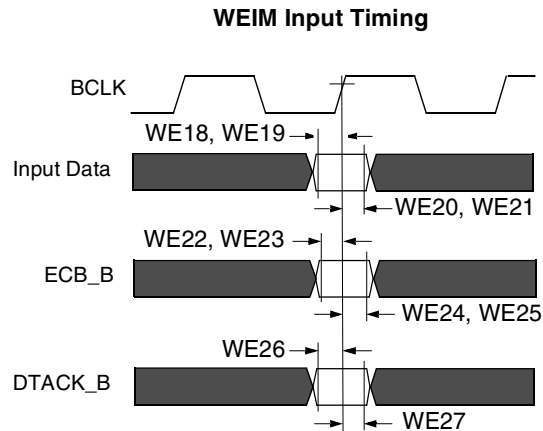 WEIM Input Timing
BCLK
WE18, WE19
Input Data
WE20, WE21
WE22, WE23
ECB_B
WE24, WE25
WE26
DTACK_B
WE27